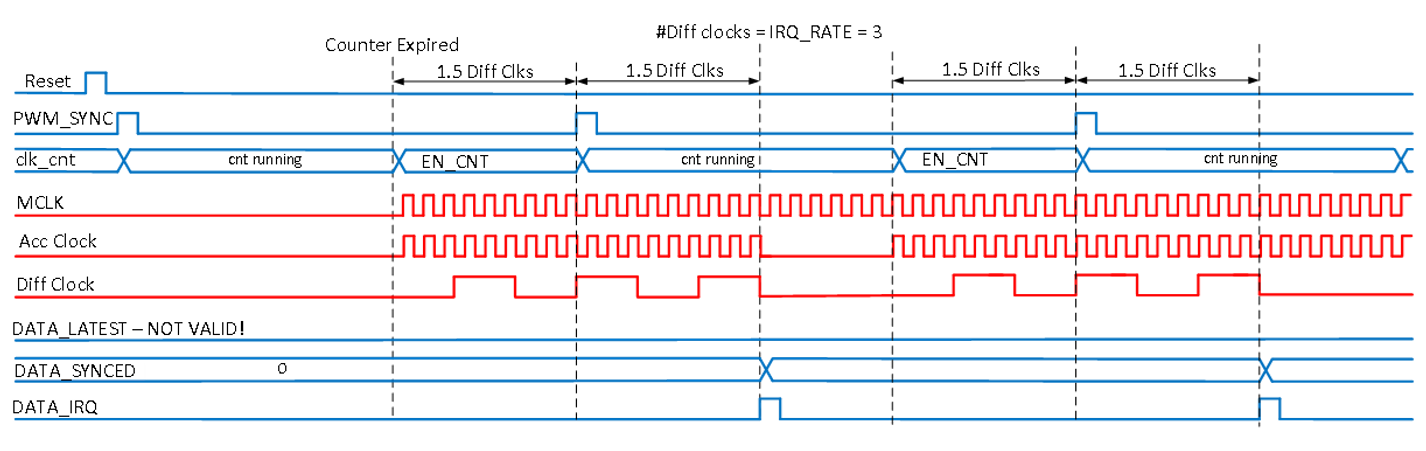 #Diff clocks = IRQ_RATE = 3
Counter Expired
1.5 Diff Clks
1.5 Diff Clks
1.5 Diff Clks
1.5 Diff Clks
Reset
PWM_SYNC
clk_cnt
cnt running
EN_CNT
cnt running
EN_CNT
cnt running
MCLK
Acc Clock
Diff Clock
DATA_LATEST – NOT VALID!
DATA_SYNCED
0
DATA_IRQ